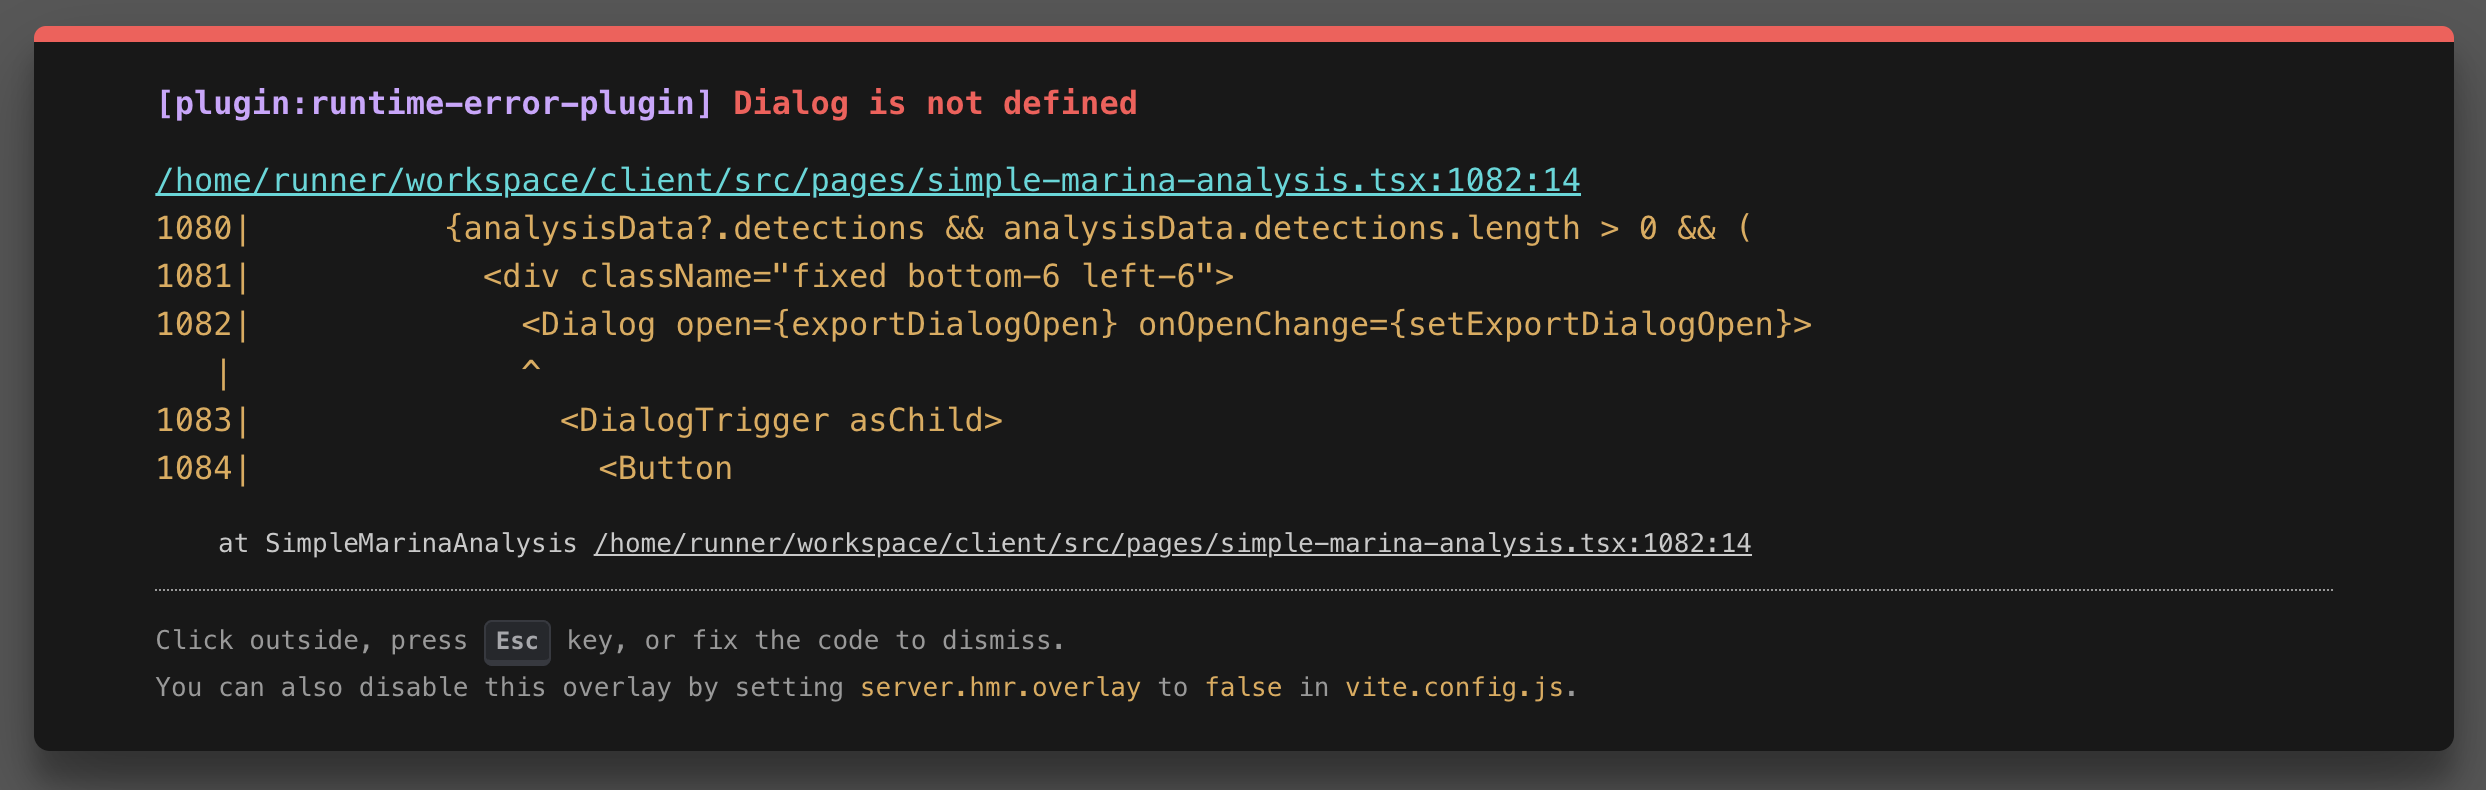 [plugin:runtime-error-plugin] Dialog is not defined
/home/runner/workspace/client/src/pages/simple-marina-analysis.tsx:1082:14
1080|          {analysisData?.detections && analysisData.detections.length > 0 && (
1081|            <div className="fixed bottom-6 left-6">
1082|              <Dialog open={exportDialogOpen} onOpenChange={setExportDialogOpen}>
   |               ^
1083|                <DialogTrigger asChild>
1084|                  <Button
    at SimpleMarinaAnalysis /home/runner/workspace/client/src/pages/simple-marina-analysis.tsx:1082:14
Click outside, press Esc key, or fix the code to dismiss.
You can also disable this overlay by setting server.hmr.overlay to false in vite.config.js.